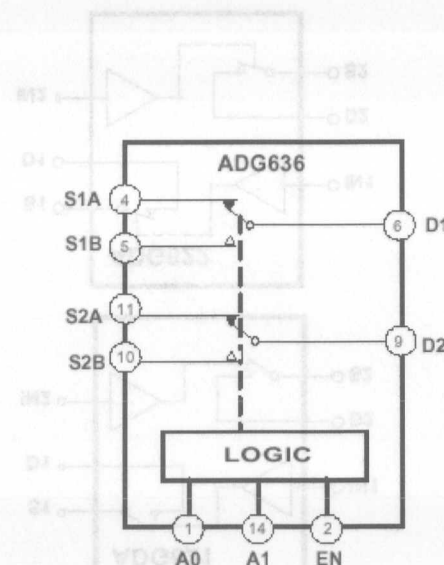 ADG636
S1A 4
6 D1
S1B 5
S2A 11
9 D2
S2B 10
LOGIC
1 14 2
A0 A1 EN